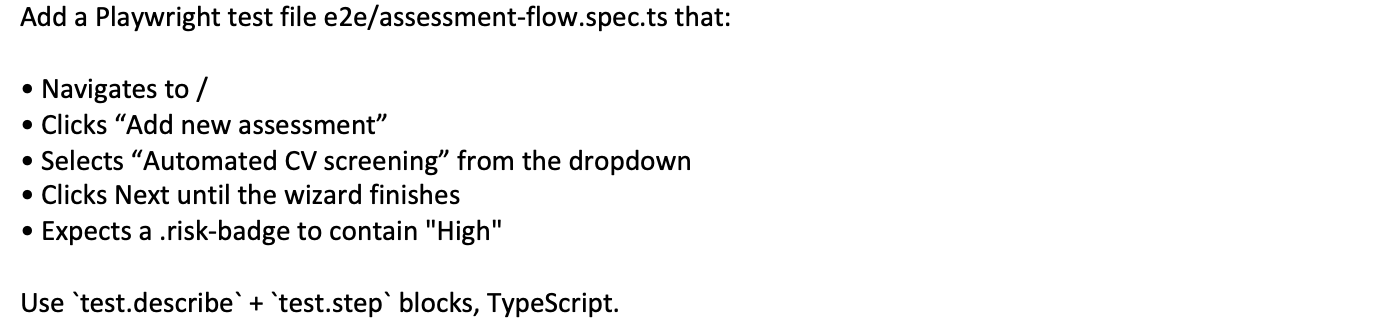 Add a Playwright test file e2e/assessment-flow.spec.ts that:
• Navigates to /
• Clicks “Add new assessment”
• Selects “Automated CV screening” from the dropdown
• Clicks Next until the wizard finishes
• Expects a .risk-badge to contain "High"
Use `test.describe` + `test.step` blocks, TypeScript.